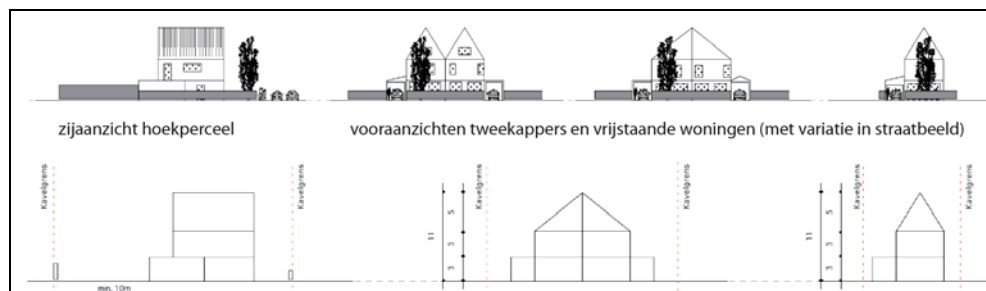 zijaanzicht hoekperceel
vooraanzichten tweekappers en vrijstaande woningen (met variatie in straatbeeld)
Kavelgrens
Kavelgrens
11
5
3
3
Kavelgrens
Kavelgrens
11
5
3
3
Kavelgrens
Kavelgrens
min. 10m